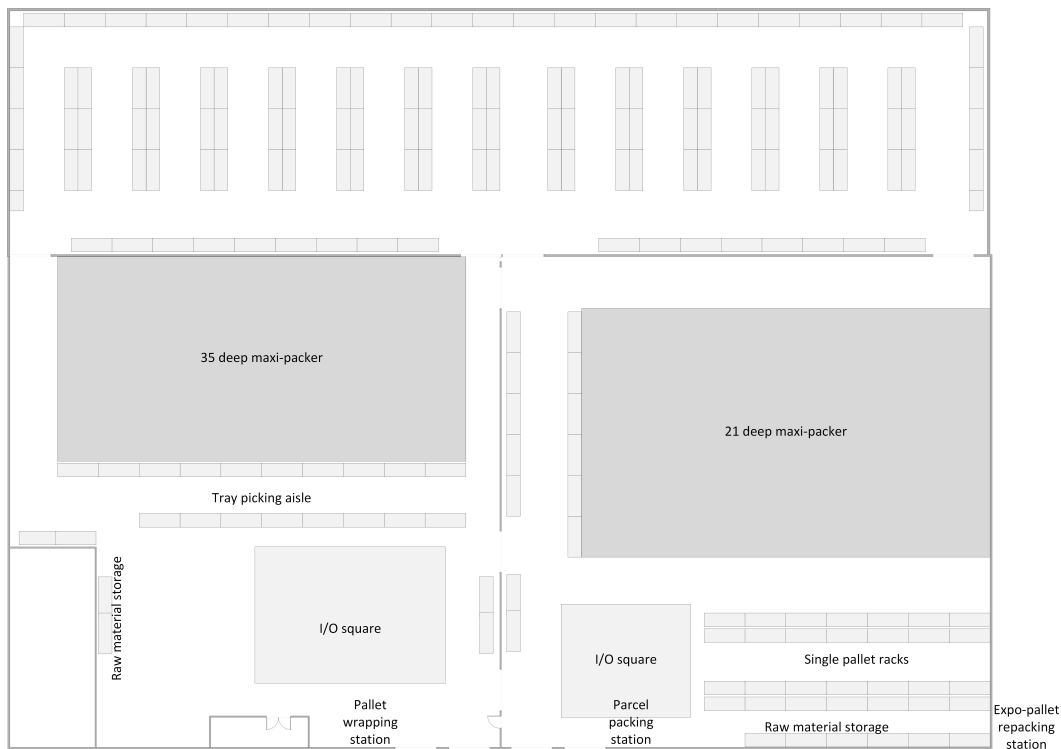 35 deep maxi-packer
21 deep maxi-packer
Tray picking aisle
Raw material storage
I/O square
I/O square
Single pallet racks
Pallet
wrapping
station
Parcel
packing
station
Raw material storage
Expo-pallet
repacking
station